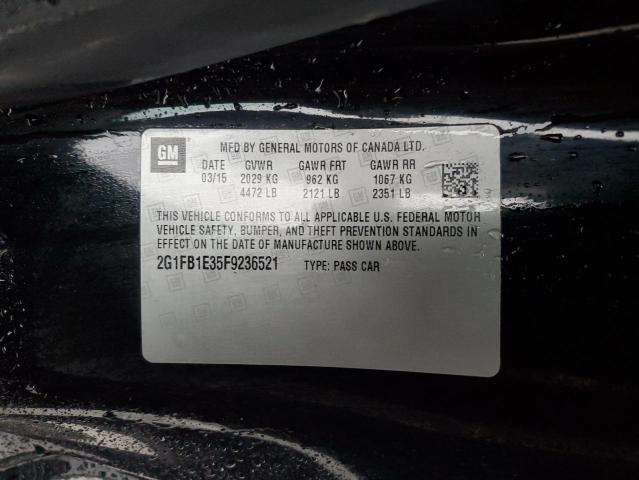 GM
MFD BY GENERAL MOTORS OF CANADA LTD.
DATE GVWR GAWR FRT GAWR RR
03/15 2029 KG 962 KG 1067 KG
4472 LB 2121 LB 2351 LB
THIS VEHICLE CONFORMS TO ALL APPLICABLE U.S. FEDERAL MOTOR
VEHICLE SAFETY, BUMPER, AND THEFT PREVENTION STANDARDS IN
EFFECT ON THE DATE OF MANUFACTURE SHOWN ABOVE.
2G1FB1E35F9236521 TYPE: PASS CAR